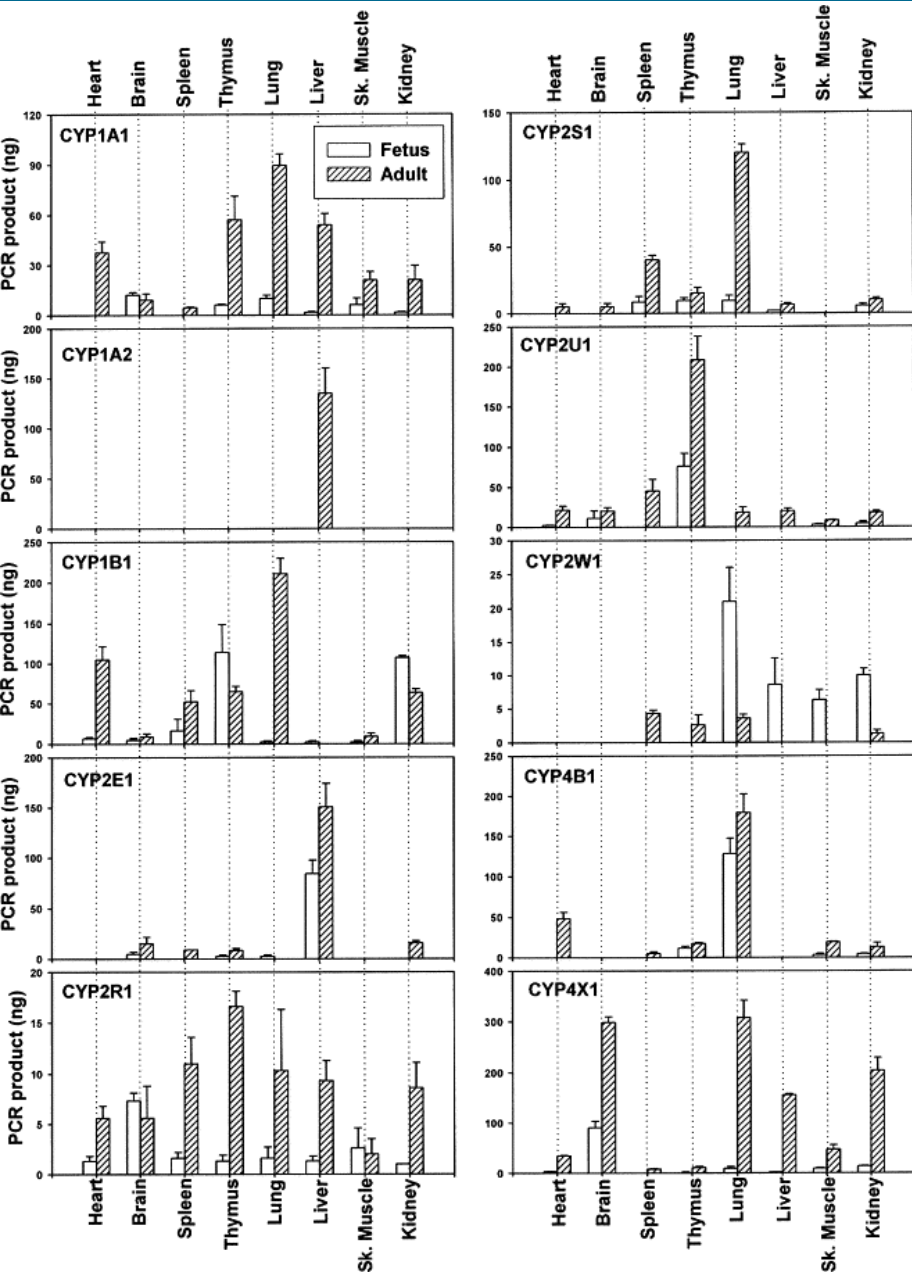 Heart Brain Spleen Thymus Lung Liver Sk. Muscle Kidney
Heart Brain Spleen Thymus Lung Liver Sk. Muscle Kidney
PCR product (ng)
120
90
60
30
0
CYP1A1
Fetus
Adult
150
100
50
0
CYP2S1
PCR product (ng)
200
150
100
50
0
CYP1A2
250
200
150
100
50
0
CYP2U1
PCR product (ng)
250
200
150
100
50
0
CYP1B1
30
25
20
15
10
5
0
CYP2W1
PCR product (ng)
200
150
100
50
0
CYP2E1
250
200
150
100
50
0
CYP4B1
PCR product (ng)
20
15
10
5
0
CYP2R1
400
300
200
100
0
CYP4X1
Heart Brain Spleen Thymus Lung Liver Sk. Muscle Kidney
Heart Brain Spleen Thymus Lung Liver Sk. Muscle Kidney